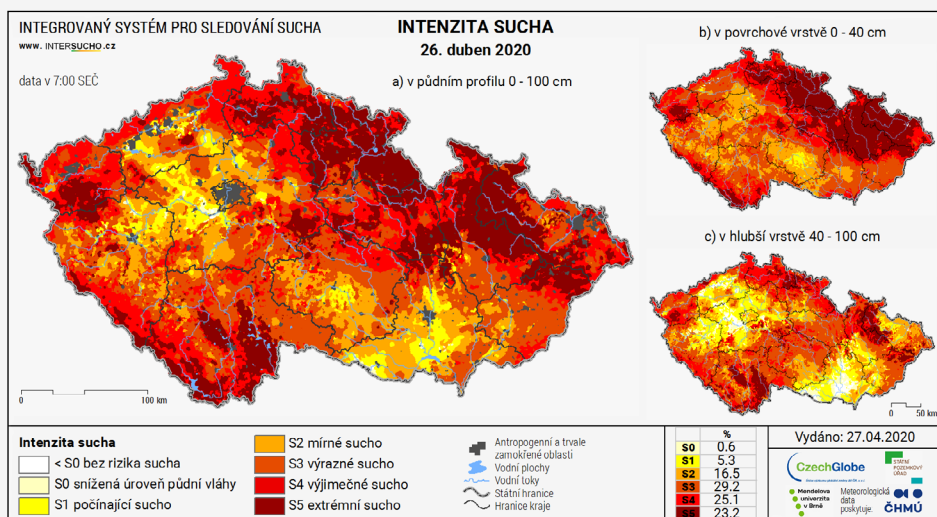 INTEGROVANÝ SYSTÉM PRO SLEDOVÁNÍ SUCHA
www. INTERSUCHO.cz
data v 7:00 SEČ
INTENZITA SUCHA
26. duben 2020
a) v půdním profilu 0 - 100 cm
b) v povrchové vrstvě 0 - 40 cm
c) v hlubší vrstvě 40 - 100 cm
0 100 km
0 50 km
Intenzita sucha
< S0 bez rizika sucha
S0 snížená úroveň půdní vláhy
S1 počínající sucho
S2 mírné sucho
S3 výrazné sucho
S4 výjimečné sucho
S5 extrémní sucho
Antropogenní a trvale
zamokřené oblasti
Vodní plochy
Vodní toky
Státní hranice
Hranice kraje
%
S0 0.6
S1 5.3
S2 16.5
S3 29.2
S4 25.1
S5 23.2
Vydáno: 27.04.2020
CzechGlobe
STÁTNÍ
POZEMKOVÝ
ÚŘAD
Mendelova
univerzita
v Brně
Meteorologická
data
poskytuje:
ČHMÚ